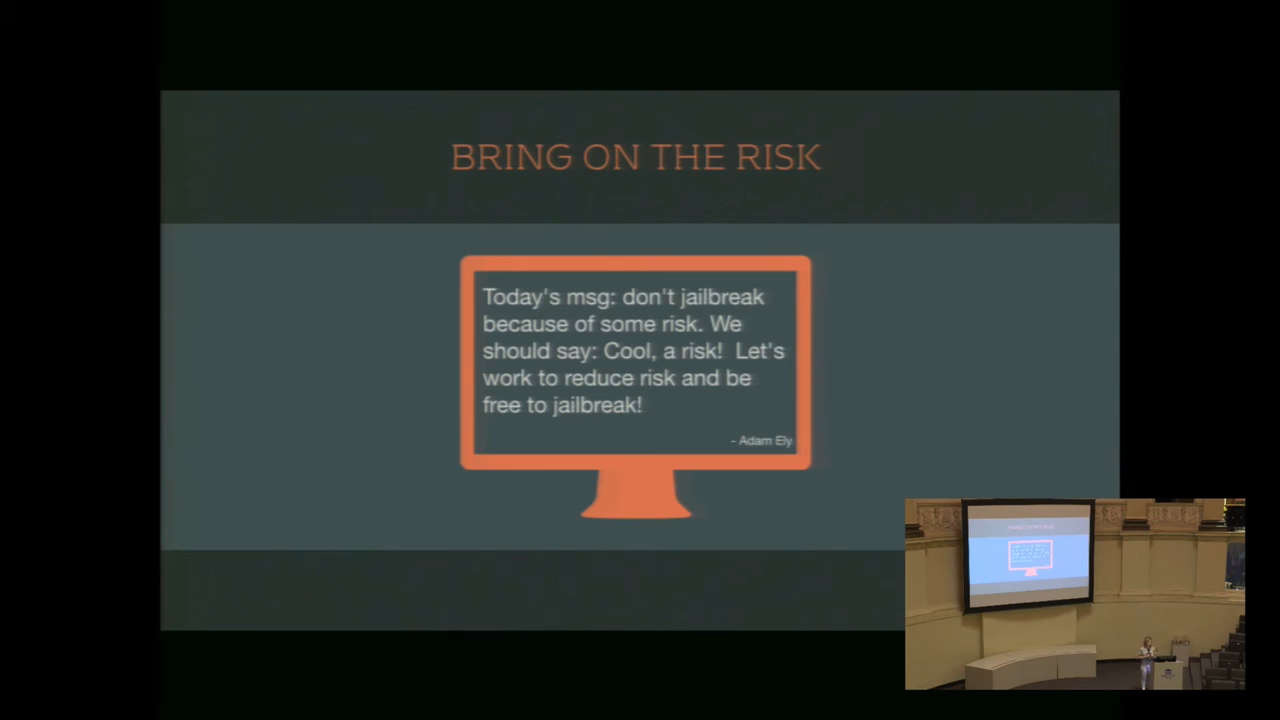 BRING ON THE RISK
Today's msg: don't jailbreak
because of some risk. We
should say: Cool, a risk! Let's
work to reduce risk and be
free to jailbreak!
- Adam Ely